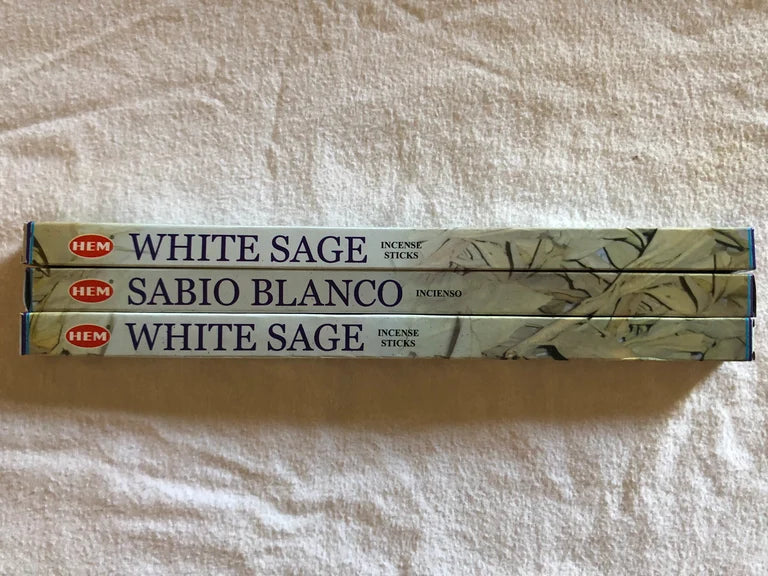 HEM WHITE SAGE INCENSE STICKS
HEM SABIO BLANCO INCIENSO
HEM WHITE SAGE INCENSE STICKS